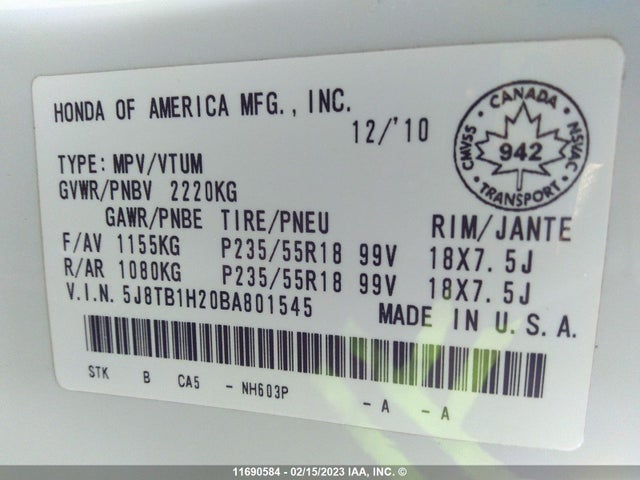 HONDA OF AMERICA MFG., INC.
12/'10
CANADA
CMVSS
942
NSVAC
TRANSPORT
TYPE: MPV/VTUM
GVWR/PNBV 2220KG
GAWR/PNBE TIRE/PNEU RIM/JANTE
F/AV 1155KG P235/55R18 99V 18X7.5J
R/AR 1080KG P235/55R18 99V 18X7.5J
V.I.N. 5J8TB1H20BA801545 MADE IN U.S.A.
STK B CA5 - NH603P - A - A
11690584 - 02/15/2023 IAA, INC. ©